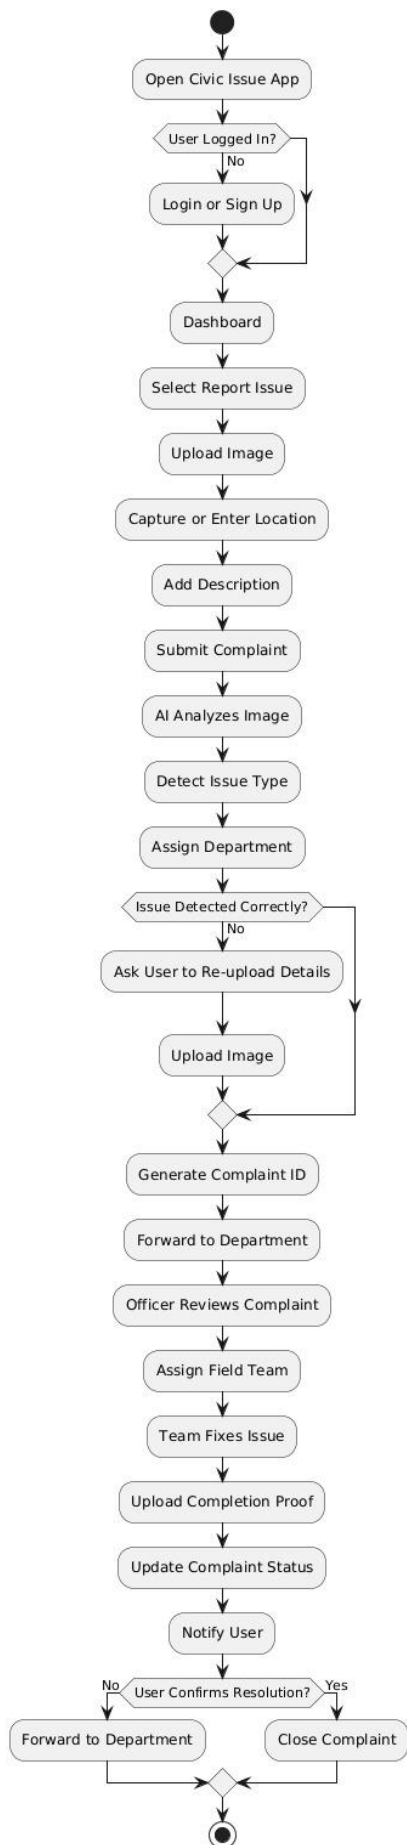 Open Civic Issue App
User Logged In?
No
Login or Sign Up
Dashboard
Select Report Issue
Upload Image
Capture or Enter Location
Add Description
Submit Complaint
AI Analyzes Image
Detect Issue Type
Assign Department
Issue Detected Correctly?
No
Ask User to Re-upload Details
Upload Image
Generate Complaint ID
Forward to Department
Officer Reviews Complaint
Assign Field Team
Team Fixes Issue
Upload Completion Proof
Update Complaint Status
Notify User
No
User Confirms Resolution?
Yes
Forward to Department
Close Complaint